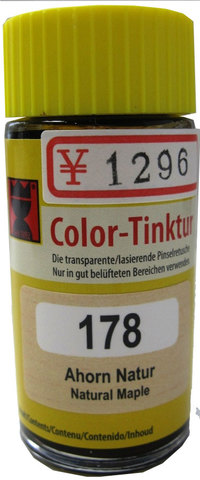 ¥1296
Color-Tinktur
Die transparente/lasierende Pinselretusche
Nur in gut belüfteten Bereichen verwenden
178
Ahorn Natur
Natural Maple
/Contents/Contenu/Contenido/Inhoud